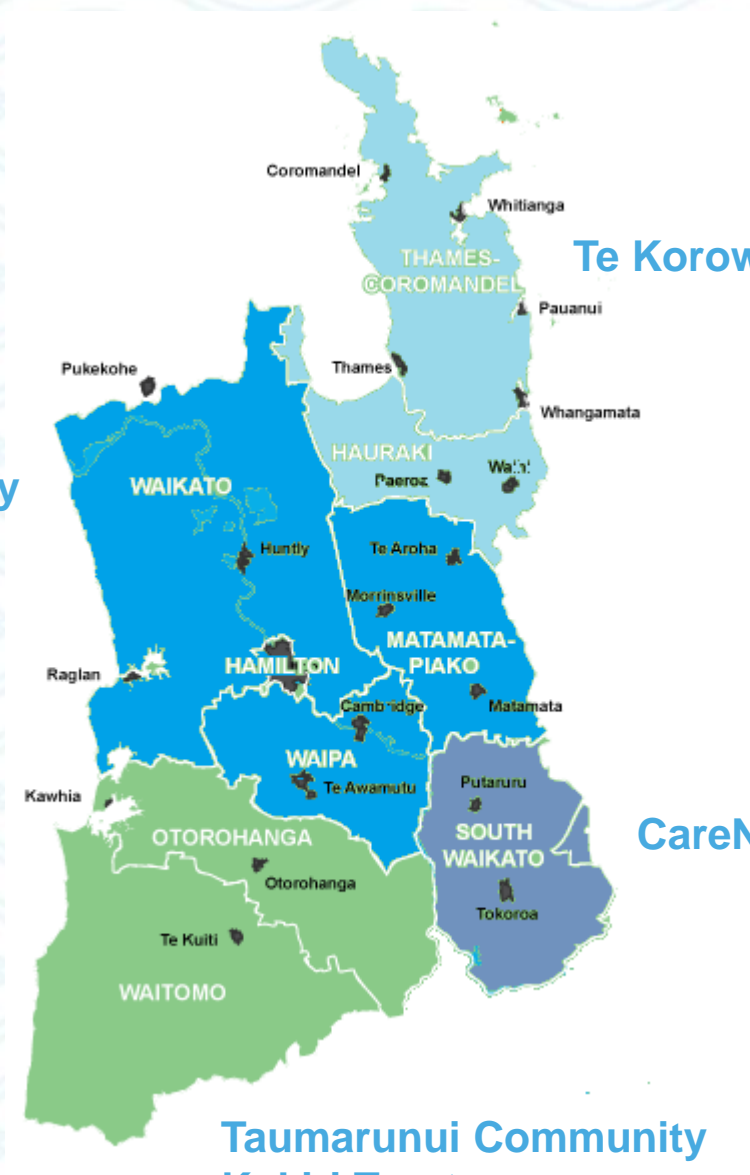 Coromandel
Whitianga
THAMES-
COROMANDEL
Te Korow
Pauanui
Thames
Pukekohe
Whangamata
HAURAKI
Paeroa
Waihi
WAIKATO
y
Huntly
Te Aroha
Morrinsville
MATAMATA-
PIAKO
HAMILTON
Raglan
Cambridge
Matamata
WAIPA
Te Awamutu
Putaruru
Kawhia
SOUTH
WAIKATO
CareN
OTOROHANGA
Otorohanga
Tokoroa
Te Kuiti
WAITOMO
Taumarunui Community